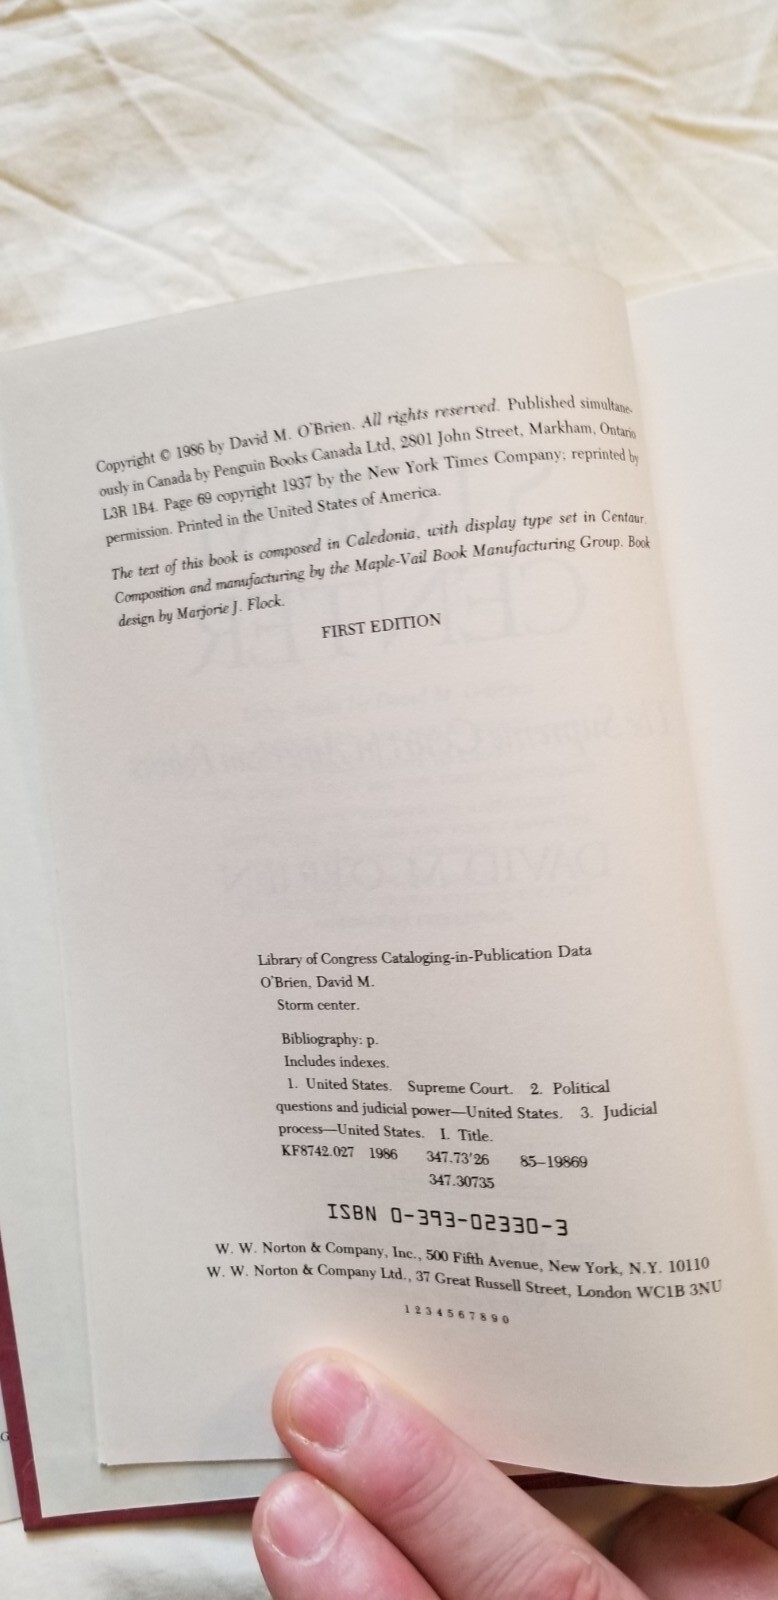 Copyright © 1986 by David M. O'Brien. All rights reserved. Published simultane-
ously in Canada by Penguin Books Canada Ltd, 2801 John Street, Markham, Ontario
L3R 1B4. Page 69 copyright 1937 by the New York Times Company; reprinted by
permission. Printed in the United States of America.
The text of this book is composed in Caledonia, with display type set in Centaur.
Composition and manufacturing by the Maple-Vail Book Manufacturing Group. Book
design by Marjorie J. Flock.
FIRST EDITION
Library of Congress Cataloging-in-Publication Data
O'Brien, David M.
Storm center.
Bibliography: p.
Includes indexes.
1. United States. Supreme Court. 2. Political
questions and judicial power—United States. 3. Judicial
process—United States. I. Title.
KF8742.027 1986 347.73'26 85–19869
347.30735
ISBN 0-393-02330-3
W. W. Norton & Company, Inc., 500 Fifth Avenue, New York, N.Y. 10110
W. W. Norton & Company Ltd., 37 Great Russell Street, London WC1B 3NU
1 2 3 4 5 6 7 8 9 0